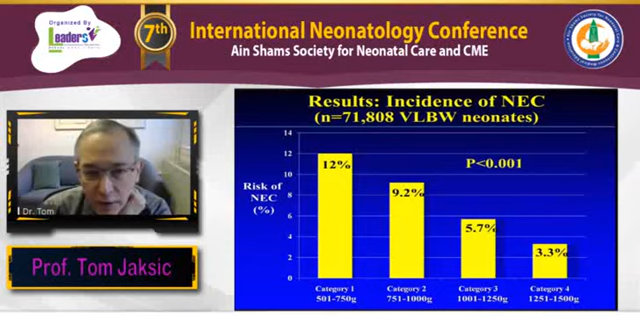 Organized By
Leaders
7th
International Neonatology Conference
Ain Shams Society for Neonatal Care and CME
Dr. Tom
Prof. Tom Jaksic
Results: Incidence of NEC
(n=71,808 VLBW neonates)
14
12
10
8
6
4
2
0
Risk of
NEC
(%)
12%
9.2%
5.7%
3.3%
P<0.001
Category 1
501-750g
Category 2
751-1000g
Category 3
1001-1250g
Category 4
1251-1500g